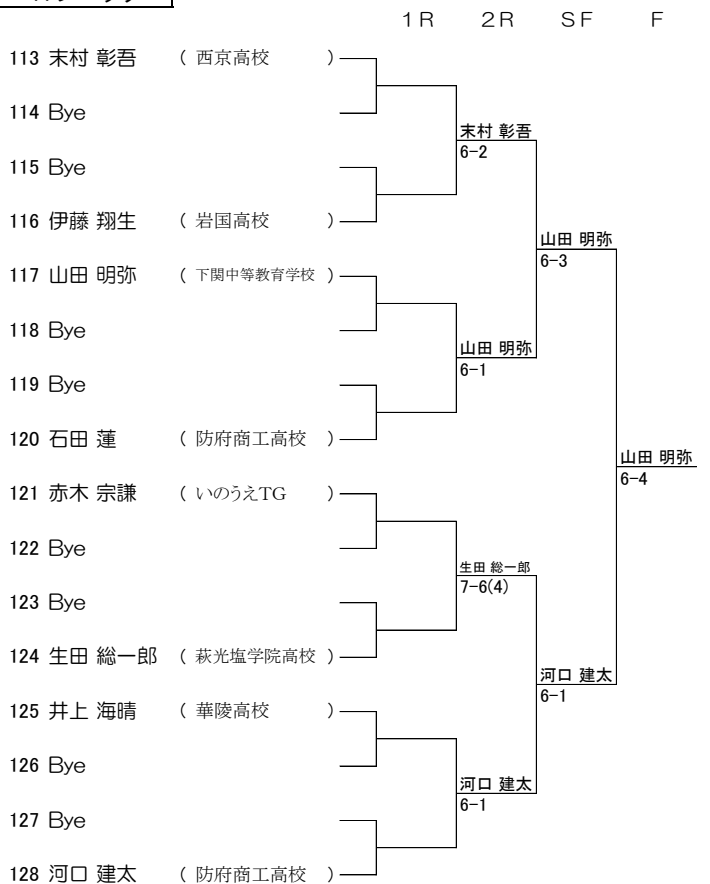 1R 2R SF F
113 末村 彰吾 ( 西京高校 )
114 Bye
末村 彰吾
6-2
115 Bye
116 伊藤 翔生 ( 岩国高校 )
山田 明弥
6-3
117 山田 明弥 ( 下関中等教育学校 )
118 Bye
山田 明弥
6-1
119 Bye
120 石田 蓮 ( 防府商工高校 )
山田 明弥
6-4
121 赤木 宗謙 ( いのうえTG )
122 Bye
生田 総一郎
7-6(4)
123 Bye
124 生田 総一郎 ( 萩光塩学院高校 )
河口 建太
6-1
125 井上 海晴 ( 華陵高校 )
126 Bye
河口 建太
6-1
127 Bye
128 河口 建太 ( 防府商工高校 )